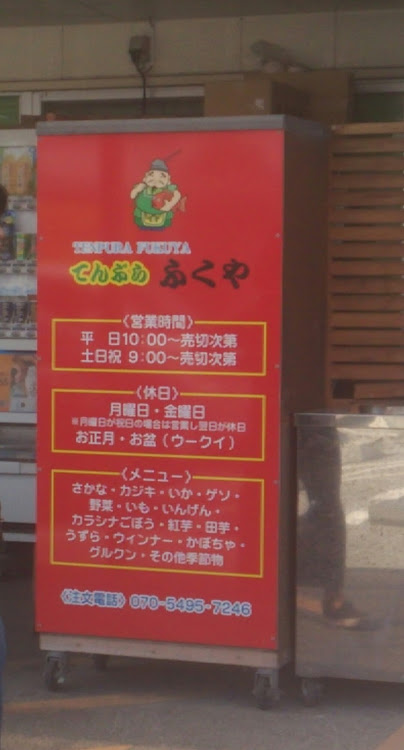 TENPURA FUKUYA
てんぷあ ふくや
〈営業時間〉
平 日10:00～売切次第
土日祝 9:00～売切次第
〈休日〉
月曜日・金曜日
※月曜日が祝日の場合は営業し翌日が休日
お正月・お盆（ウークイ）
〈メニュー〉
さかな・カジキ・いか・ゲソ・
野菜・いも・いんげん・
カラシナごぼう・紅芋・田芋・
うずら・ウインナー・かぼちゃ・
グルクン・その他季節物
〈注文電話〉070-5495-7246